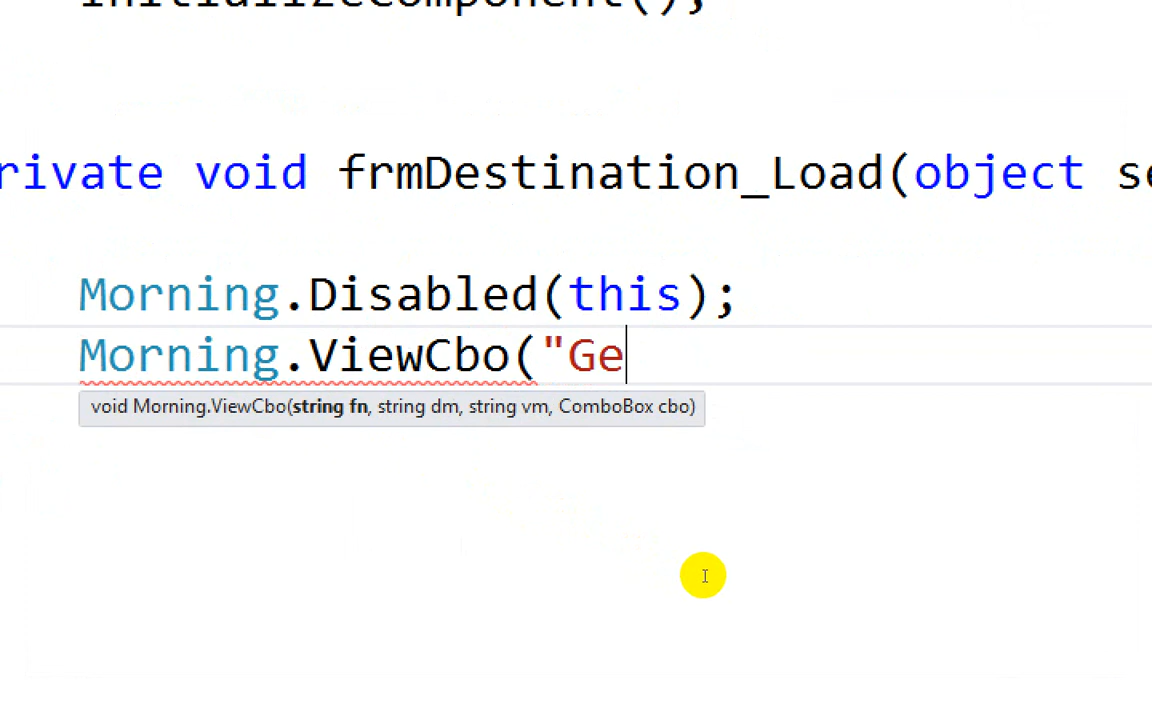 InitializeComponent();
rivate void frmDestination_Load(object se
Morning.Disabled(this);
Morning.ViewCbo("Ge
void Morning.ViewCbo(string fn, string dm, string vm, ComboBox cbo)